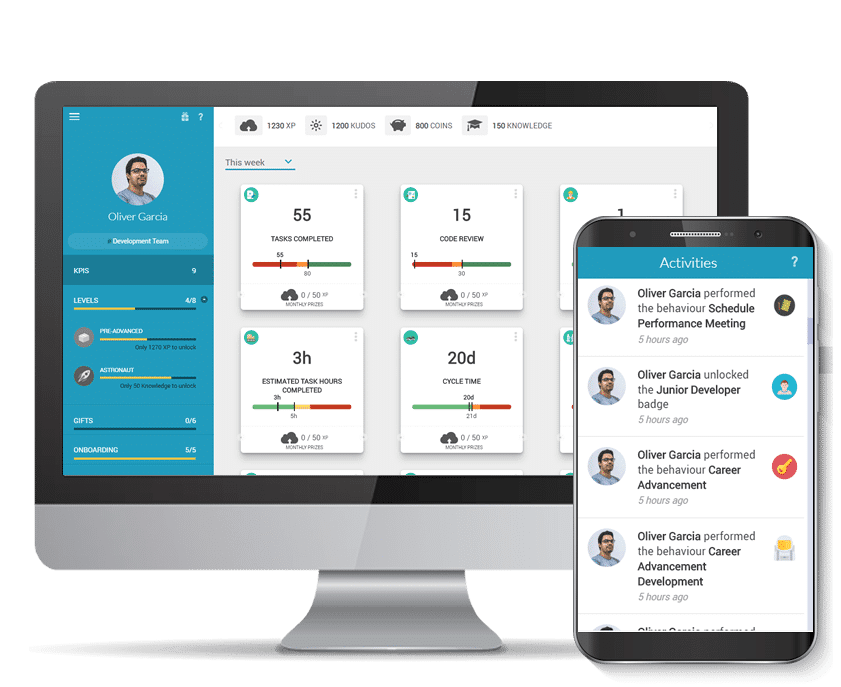 ?
Oliver Garcia
# Development Team
KPIS 9
LEVELS 4/8
PRE-ADVANCED
Only 1270 XP to unlock
ASTRONAUT
Only 50 Knowledge to unlock
GIFTS 0/6
ONBOARDING 5/5
1230 XP 1200 KUDOS 800 COINS 150 KNOWLEDGE
This week
55
TASKS COMPLETED
55
80
0 / 50 XP
MONTHLY PRIZES
15
CODE REVIEW
15
30
0 / 50 XP
MONTHLY PRIZES
1
3h
ESTIMATED TASK HOURS
COMPLETED
3h
5h
0 / 50 XP
MONTHLY PRIZES
20d
CYCLE TIME
20d
21d
0 / 50 XP
MONTHLY PRIZES
Activities ?
Oliver Garcia performed
the behaviour Schedule
Performance Meeting
5 hours ago
Oliver Garcia unlocked
the Junior Developer
badge
5 hours ago
Oliver Garcia performed
the behaviour Career
Advancement
5 hours ago
Oliver Garcia performed
the behaviour Career
Advancement
Development
5 hours ago
Oliver Garcia performed